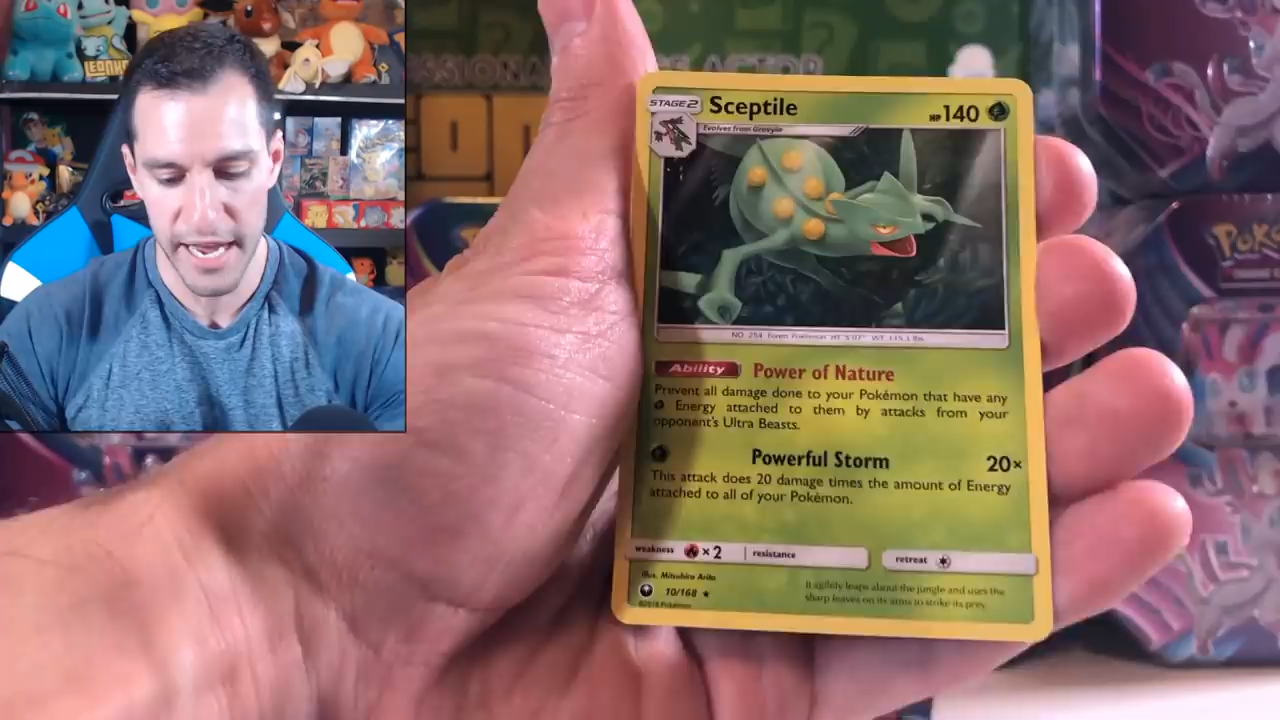 STAGE2 Sceptile HP 140
Evolves from Grovyle
NO. 254 Forest Pokémon HT: 5'07" WT: 115.1 lbs.
Ability Power of Nature
Prevent all damage done to your Pokémon that have any
Energy attached to them by attacks from your
opponent's Ultra Beasts.
Powerful Storm 20×
This attack does 20 damage times the amount of Energy
attached to all of your Pokémon.
weakness ×2 resistance retreat
Illus. Mitsuhiro Arita
10/168
©2018 Pokémon
It agilely leaps about the jungle and uses the
sharp leaves on its arms to strike its prey.